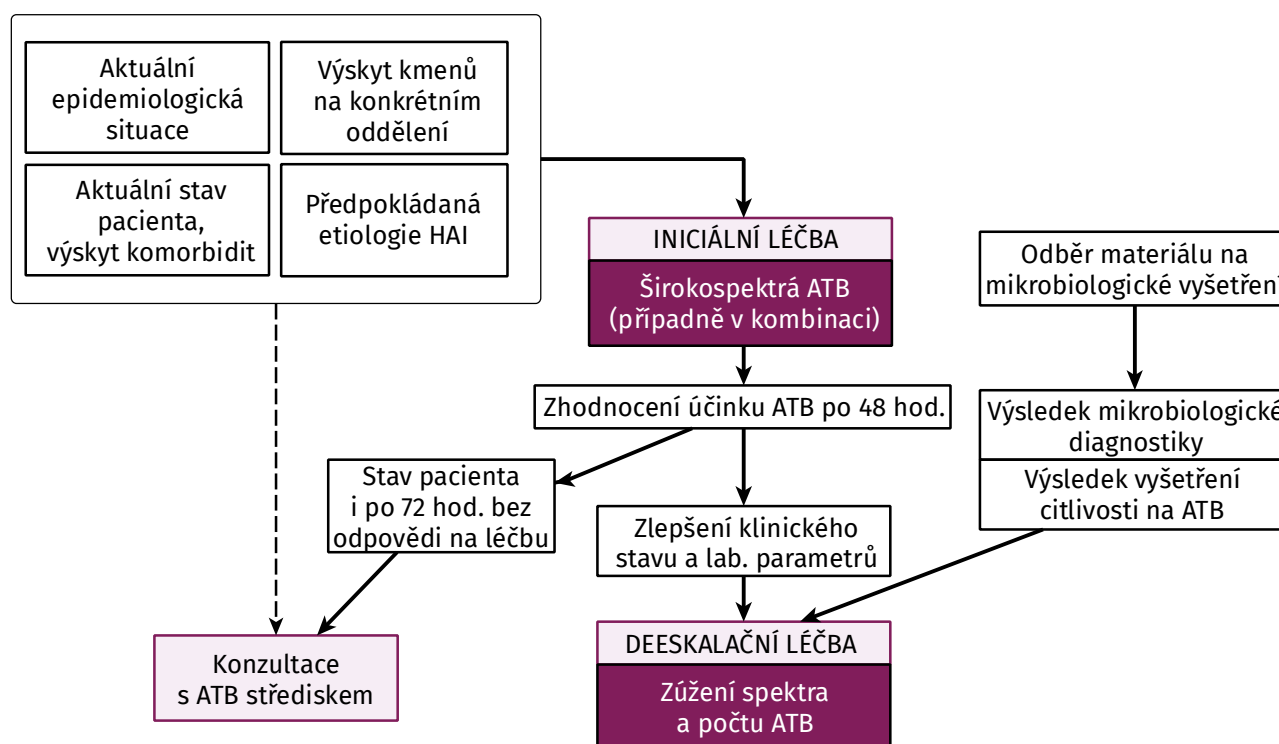 Aktuální
epidemiologická
situace
Výskyt kmenů
na konkrétním
oddělení
Aktuální stav
pacienta,
výskyt komorbidit
Předpokládaná
etiologie HAI
INICIÁLNÍ LÉČBA
Širokospektrá ATB
(případně v kombinaci)
Odběr materiálu na
mikrobiologické vyšetření
Zhodnocení účinku ATB po 48 hod.
Výsledek mikrobiologické
diagnostiky
Výsledek vyšetření
citlivosti na ATB
Stav pacienta
i po 72 hod. bez
odpovědi na léčbu
Zlepšení klinického
stavu a lab. parametrů
Konzultace
s ATB střediskem
DEESKALAČNÍ LÉČBA
Zúžení spektra
a počtu ATB